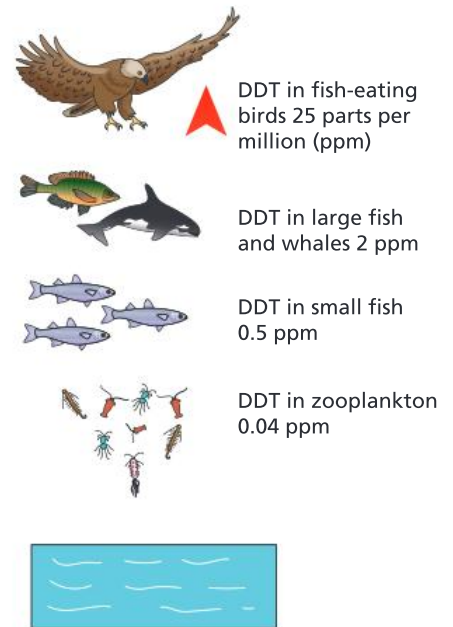 DDT in fish-eating
birds 25 parts per
million (ppm)
DDT in large fish
and whales 2 ppm
DDT in small fish
0.5 ppm
DDT in zooplankton
0.04 ppm